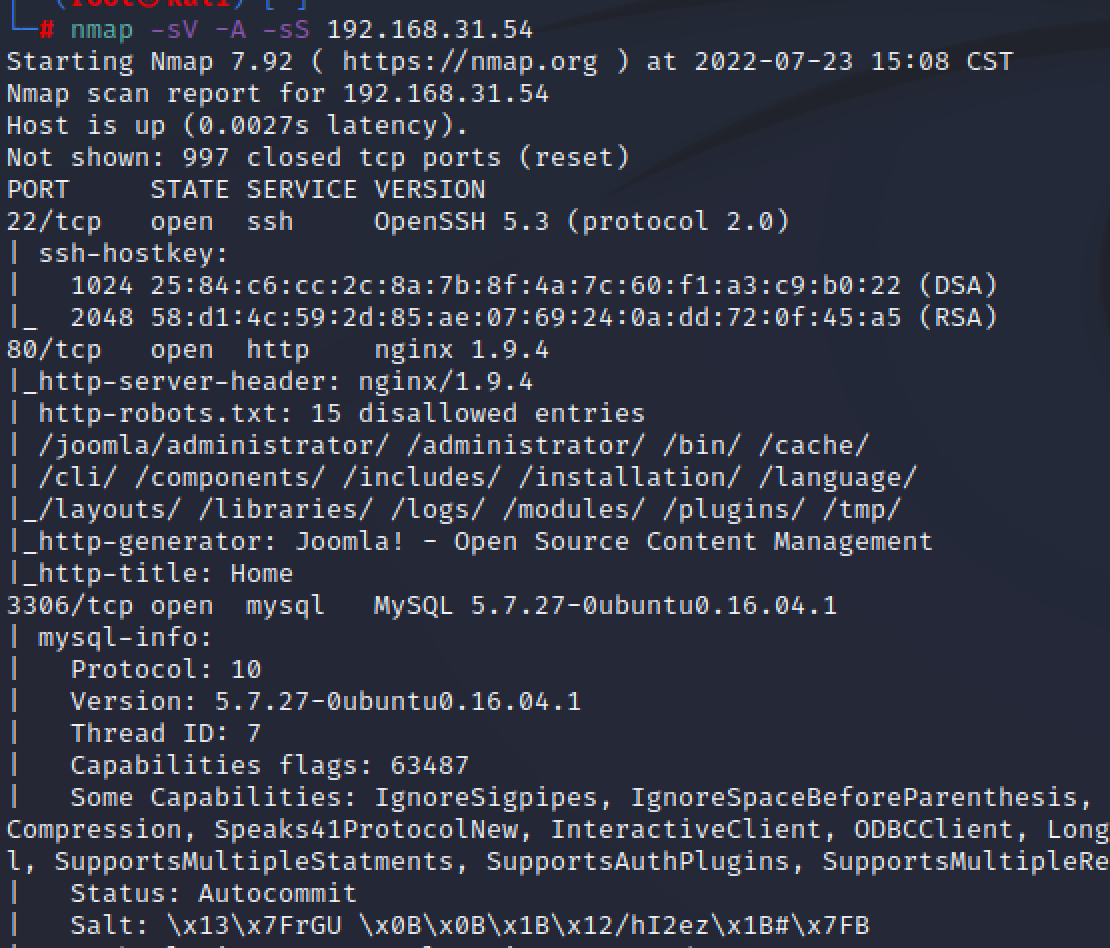 (root㉿kali) [~]
└─# nmap -sV -A -sS 192.168.31.54
Starting Nmap 7.92 ( https://nmap.org ) at 2022-07-23 15:08 CST
Nmap scan report for 192.168.31.54
Host is up (0.0027s latency).
Not shown: 997 closed tcp ports (reset)
PORT     STATE SERVICE VERSION
22/tcp   open  ssh     OpenSSH 5.3 (protocol 2.0)
| ssh-hostkey:
|   1024 25:84:c6:cc:2c:8a:7b:8f:4a:7c:60:f1:a3:c9:b0:22 (DSA)
|_  2048 58:d1:4c:59:2d:85:ae:07:69:24:0a:dd:72:0f:45:a5 (RSA)
80/tcp   open  http    nginx 1.9.4
|_http-server-header: nginx/1.9.4
| http-robots.txt: 15 disallowed entries
| /joomla/administrator/ /administrator/ /bin/ /cache/
| /cli/ /components/ /includes/ /installation/ /language/
|_/layouts/ /libraries/ /logs/ /modules/ /plugins/ /tmp/
|_http-generator: Joomla! - Open Source Content Management
|_http-title: Home
3306/tcp open  mysql   MySQL 5.7.27-0ubuntu0.16.04.1
| mysql-info:
|   Protocol: 10
|   Version: 5.7.27-0ubuntu0.16.04.1
|   Thread ID: 7
|   Capabilities flags: 63487
|   Some Capabilities: IgnoreSigpipes, IgnoreSpaceBeforeParenthesis,
Compression, Speaks41ProtocolNew, InteractiveClient, ODBCClient, Long
l, SupportsMultipleStatments, SupportsAuthPlugins, SupportsMultipleRe
|   Status: Autocommit
|   Salt: \x13\x7FrGU \x0B\x0B\x1B\x12/hI2ez\x1B#\x7FB